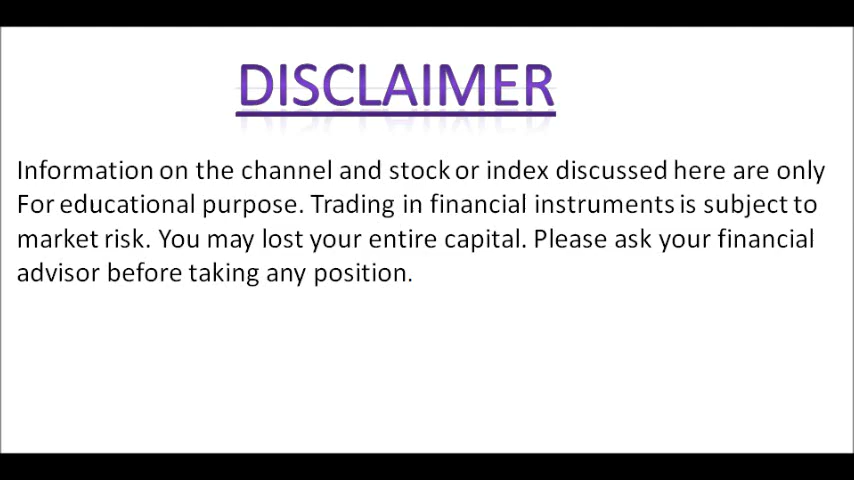 DISCLAIMER
Information on the channel and stock or index discussed here are only
For educational purpose. Trading in financial instruments is subject to
market risk. You may lost your entire capital. Please ask your financial
advisor before taking any position.